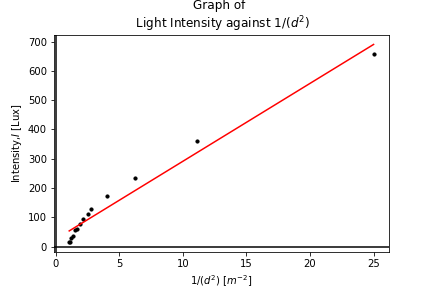 Graph of
Light Intensity against 1/(d²)
700
600
500
400
300
200
100
0
Intensity,I [Lux]
0 5 10 15 20 25
1/(d²) [m⁻²]